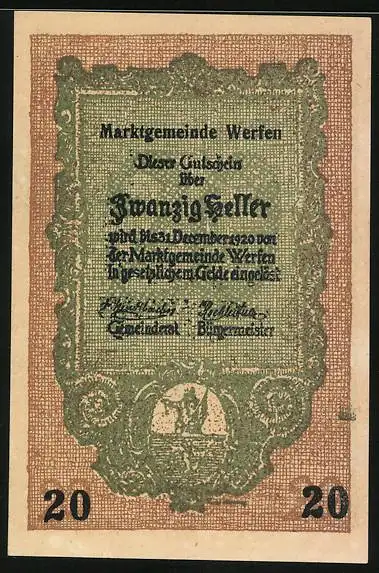 Marktgemeinde Werfen
Dieser Gutschein
über
Zwanzig Heller
wird bis 31. December 1920 von
der Marktgemeinde Werfen
in gesetzlichem Gelde eingelöst
Gemeinderat Bürgermeister
20 20